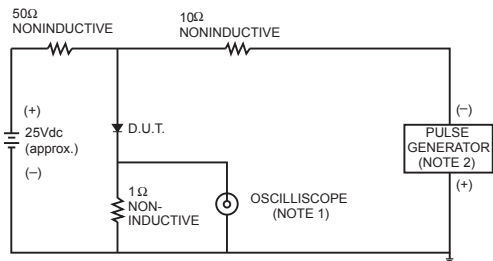 50Ω
NONINDUCTIVE
10Ω
NONINDUCTIVE
(+)
25Vdc
(approx.)
(–)
D.U.T.
1Ω
NON-
INDUCTIVE
OSCILLISCOPE
(NOTE 1)
(–)
PULSE
GENERATOR
(NOTE 2)
(+)